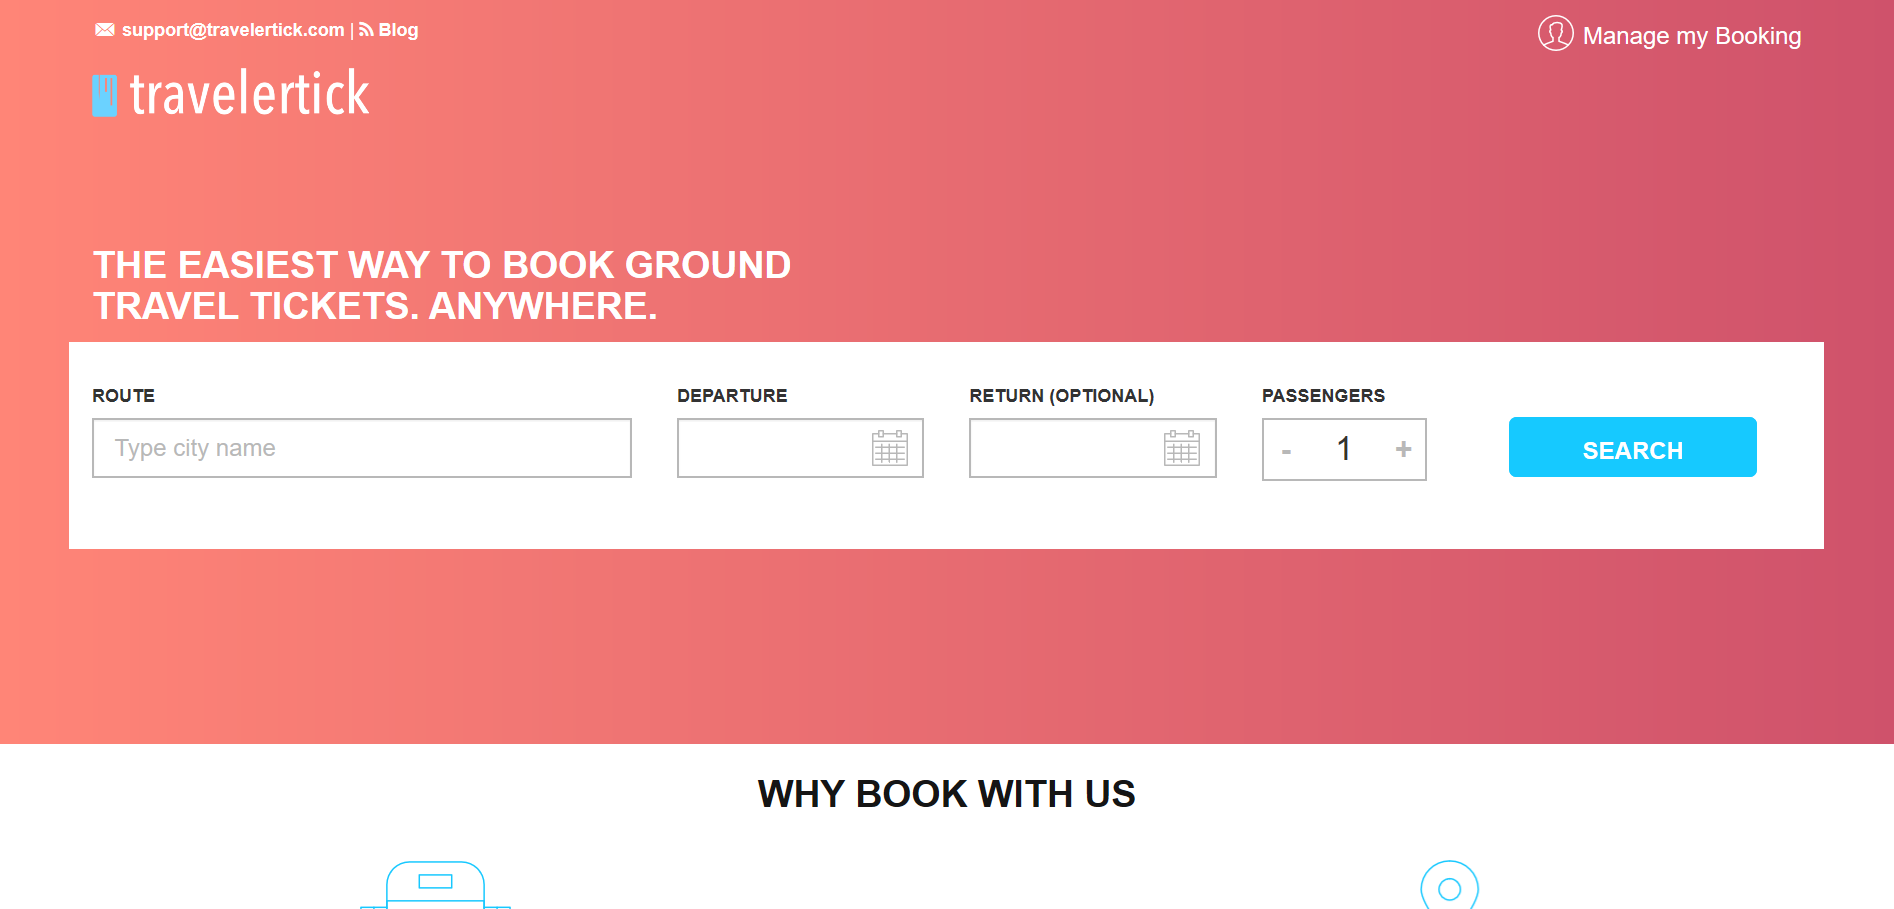 support@travelertick.com | Blog
Manage my Booking
travelertick
THE EASIEST WAY TO BOOK GROUND
TRAVEL TICKETS. ANYWHERE.
ROUTE
DEPARTURE
RETURN (OPTIONAL)
PASSENGERS
Type city name
- 1 +
SEARCH
WHY BOOK WITH US